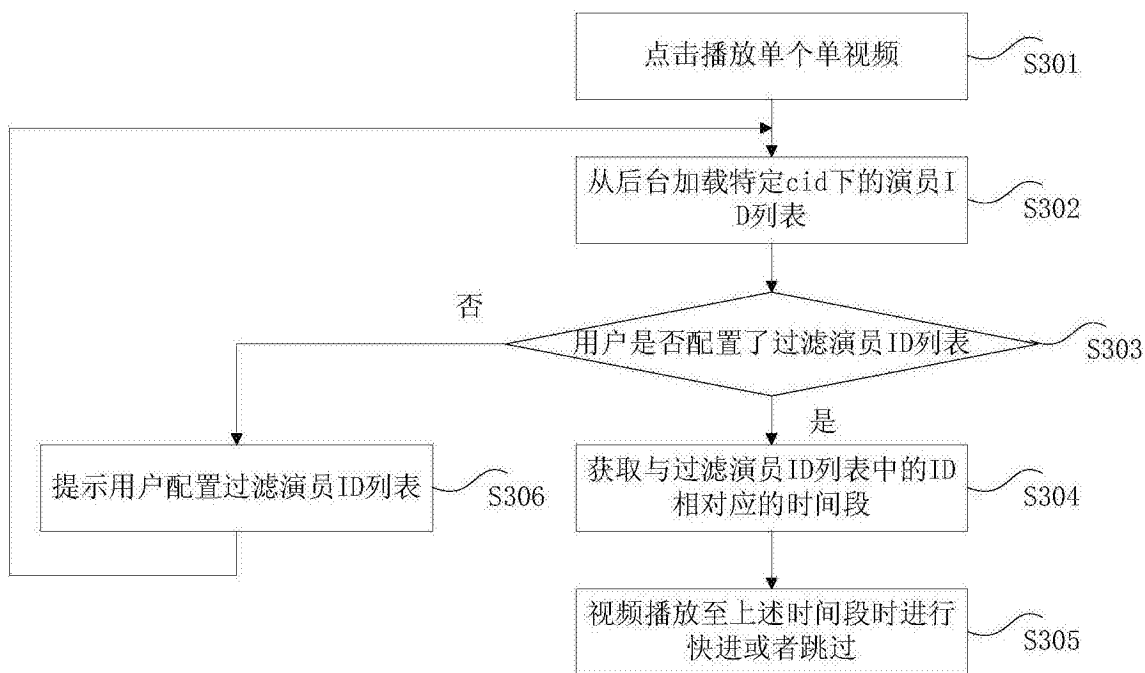 点击播放单个单视频
S301
从后台加载特定cid下的演员I
D列表
S302
否
用户是否配置了过滤演员ID列表
S303
是
提示用户配置过滤演员ID列表
S306
获取与过滤演员ID列表中的ID
相对应的时间段
S304
视频播放至上述时间段时进行
快进或者跳过
S305